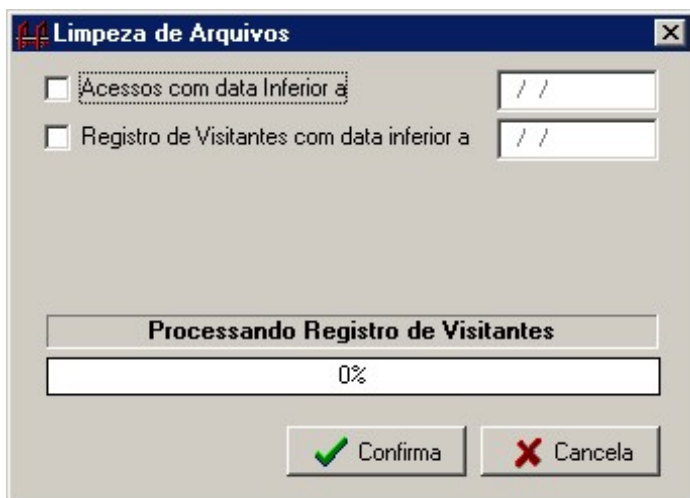 Limpeza de Arquivos
Acessos com data Inferior a / /
Registro de Visitantes com data inferior a / /
Processando Registro de Visitantes
0%
Confirma Cancela